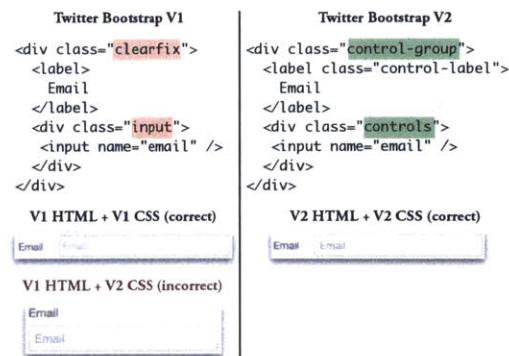 Twitter Bootstrap V1
<div class="clearfix">
<label>
Email
</label>
<div class="input">
<input name="email" />
</div>
</div>
V1 HTML + V1 CSS (correct)
Email Email
V1 HTML + V2 CSS (incorrect)
Email
Email
Twitter Bootstrap V2
<div class="control-group">
<label class="control-label">
Email
</label>
<div class="controls">
<input name="email" />
</div>
</div>
V2 HTML + V2 CSS (correct)
Email Email